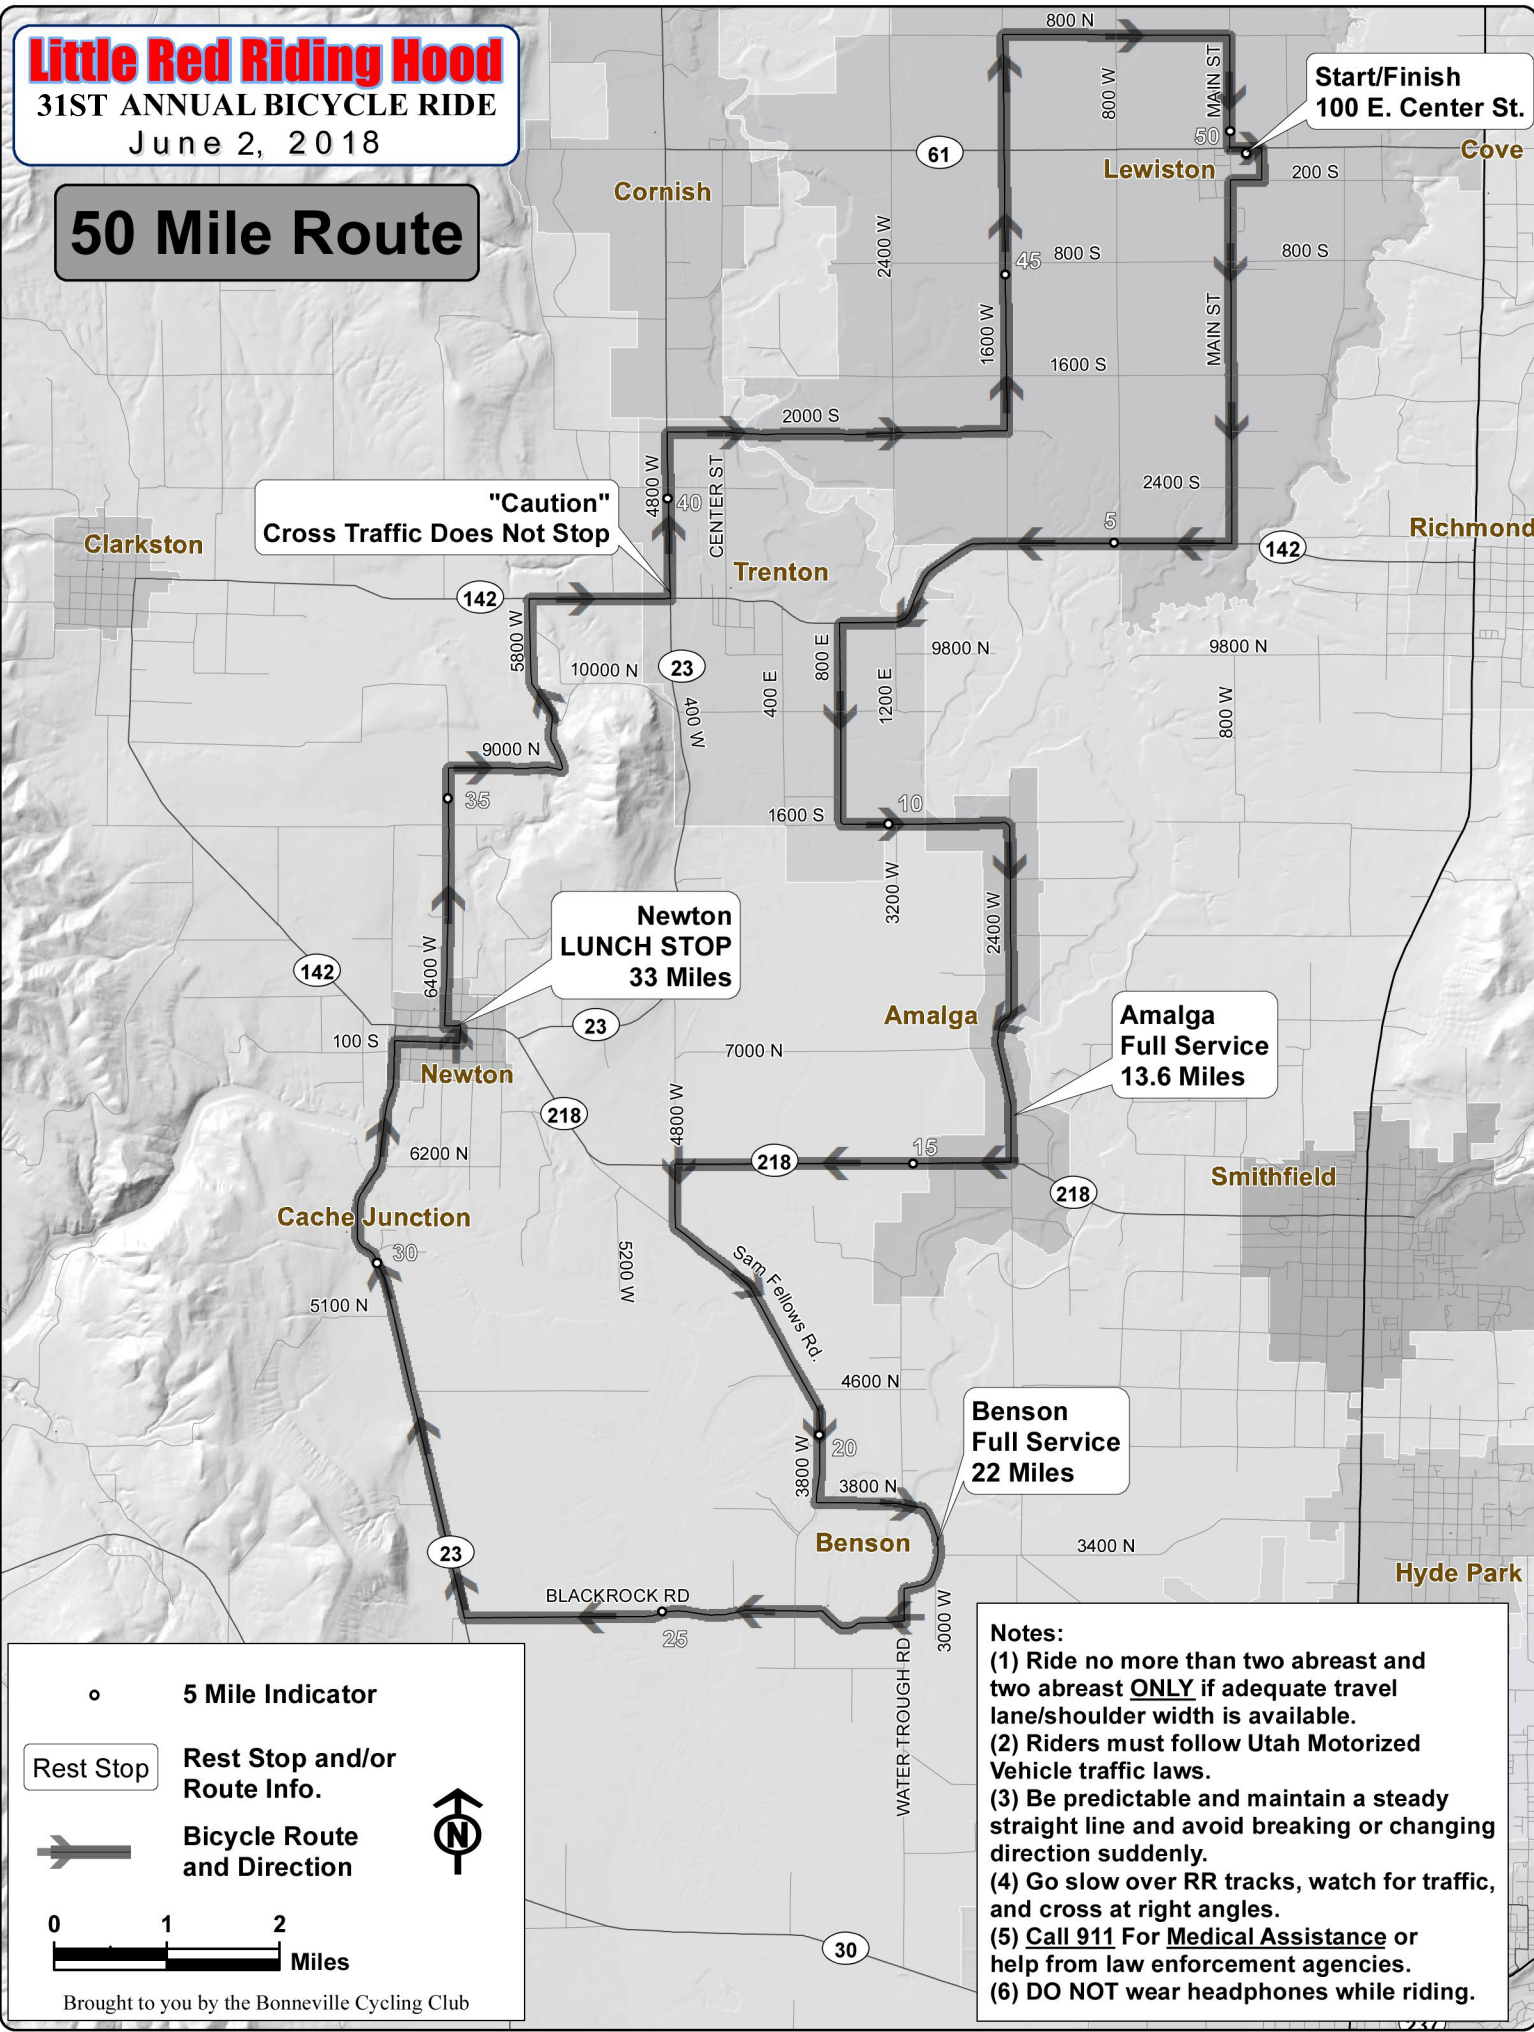 Little Red Riding Hood
31ST ANNUAL BICYCLE RIDE
June 2, 2018
50 Mile Route
800 N
800 W
MAIN ST
Start/Finish
100 E. Center St.
50
61
Cove
Lewiston
200 S
Cornish
2400 W
45
800 S
800 S
1600 W
MAIN ST
1600 S
2000 S
4800 W
CENTER ST
40
2400 S
"Caution"
Cross Traffic Does Not Stop
5
Richmond
Clarkston
142
Trenton
142
5800 W
800 E
9800 N
9800 N
10000 N
23
400 W
400 E
1200 E
800 W
9000 N
35
1600 S
10
3200 W
2400 W
Newton
LUNCH STOP
33 Miles
6400 W
142
23
Amalga
Amalga
Full Service
13.6 Miles
100 S
7000 N
Newton
218
4800 W
6200 N
218
15
218
Smithfield
Cache Junction
30
5200 W
Sam Fellows Rd.
5100 N
4600 N
Benson
Full Service
22 Miles
20
3800 W
3800 N
Benson
3400 N
23
Hyde Park
BLACKROCK RD
25
3000 W
WATER TROUGH RD
5 Mile Indicator
Rest Stop
Rest Stop and/or
Route Info.
Bicycle Route
and Direction
N
0 1 2
Miles
Brought to you by the Bonneville Cycling Club
30
Notes:
(1) Ride no more than two abreast and
two abreast ONLY if adequate travel
lane/shoulder width is available.
(2) Riders must follow Utah Motorized
Vehicle traffic laws.
(3) Be predictable and maintain a steady
straight line and avoid breaking or changing
direction suddenly.
(4) Go slow over RR tracks, watch for traffic,
and cross at right angles.
(5) Call 911 For Medical Assistance or
help from law enforcement agencies.
(6) DO NOT wear headphones while riding.